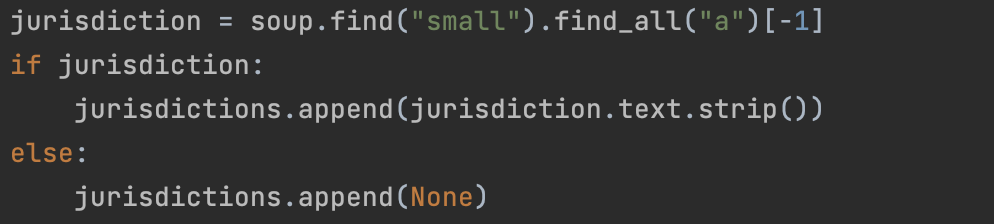 jurisdiction = soup.find("small").find_all("a")[-1]
if jurisdiction:
    jurisdictions.append(jurisdiction.text.strip())
else:
    jurisdictions.append(None)